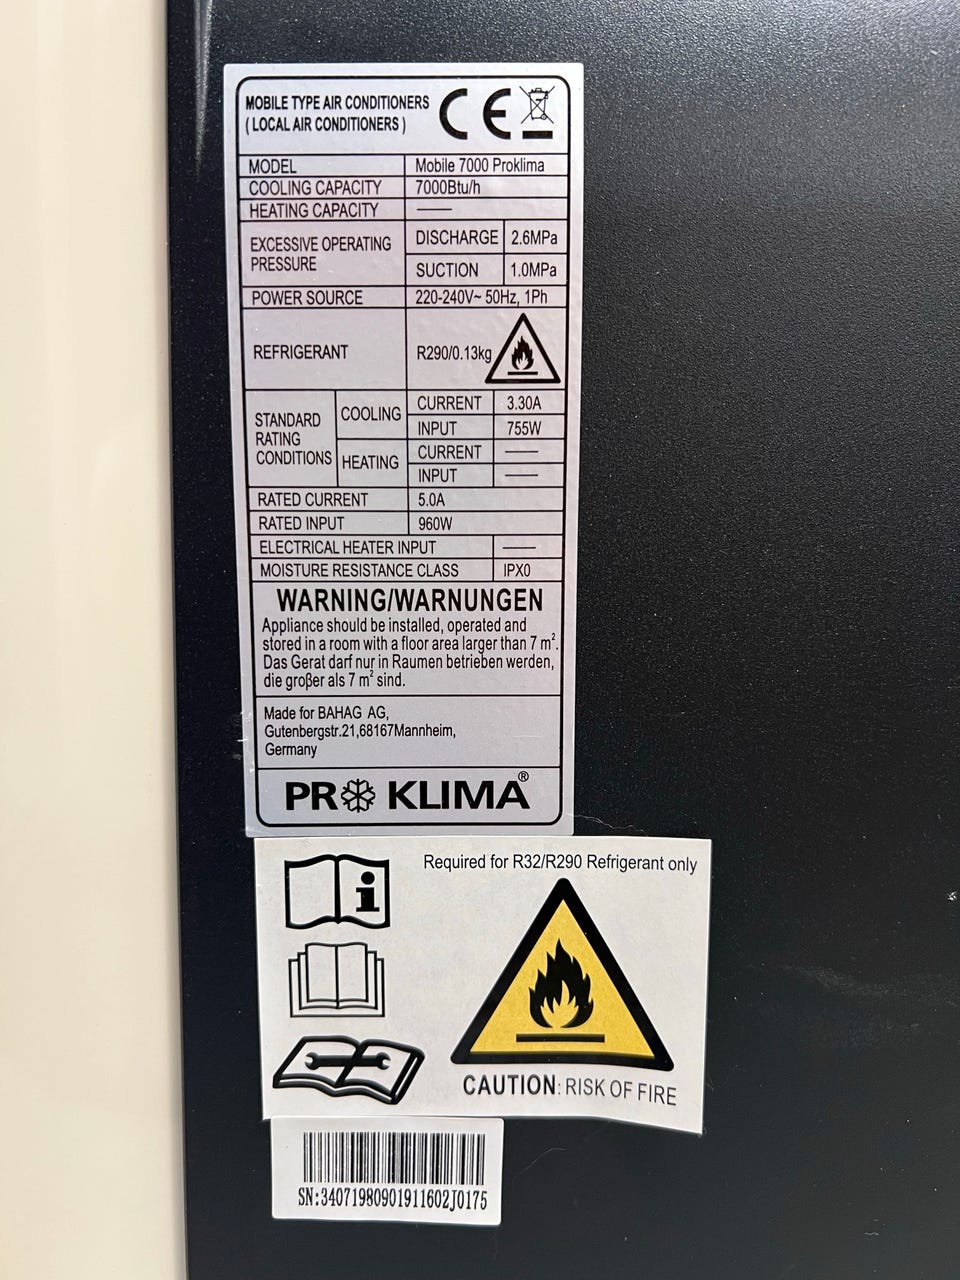 MOBILE TYPE AIR CONDITIONERS
( LOCAL AIR CONDITIONERS )
CE
MODEL Mobile 7000 Proklima
COOLING CAPACITY 7000Btu/h
HEATING CAPACITY ——
EXCESSIVE OPERATING PRESSURE DISCHARGE 2.6MPa
SUCTION 1.0MPa
POWER SOURCE 220-240V~ 50Hz, 1Ph
REFRIGERANT R290/0.13kg
STANDARD RATING CONDITIONS COOLING CURRENT 3.30A
INPUT 755W
HEATING CURRENT ——
INPUT ——
RATED CURRENT 5.0A
RATED INPUT 960W
ELECTRICAL HEATER INPUT ——
MOISTURE RESISTANCE CLASS IPX0
WARNING/WARNUNGEN
Appliance should be installed, operated and
stored in a room with a floor area larger than 7 m².
Das Gerat darf nur in Raumen betrieben werden,
die großer als 7 m² sind.
Made for BAHAG AG,
Gutenbergstr.21,68167Mannheim,
Germany
PRO KLIMA®
Required for R32/R290 Refrigerant only
CAUTION: RISK OF FIRE
SN:34071980901911602J0175